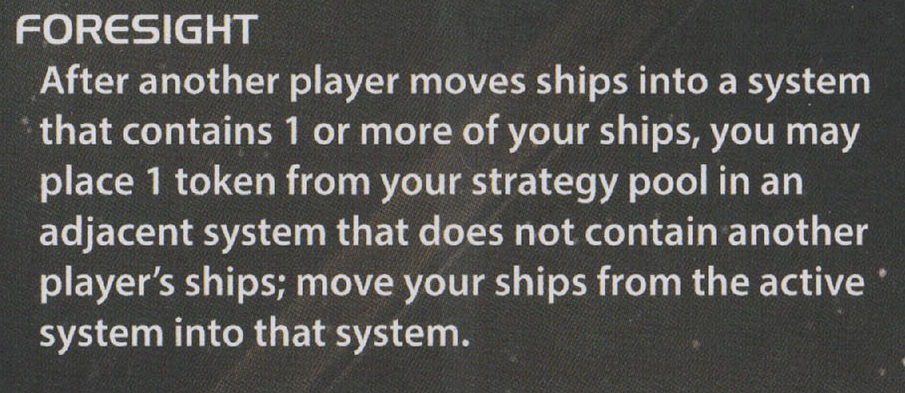 FORESIGHT
After another player moves ships into a system
that contains 1 or more of your ships, you may
place 1 token from your strategy pool in an
adjacent system that does not contain another
player's ships; move your ships from the active
system into that system.